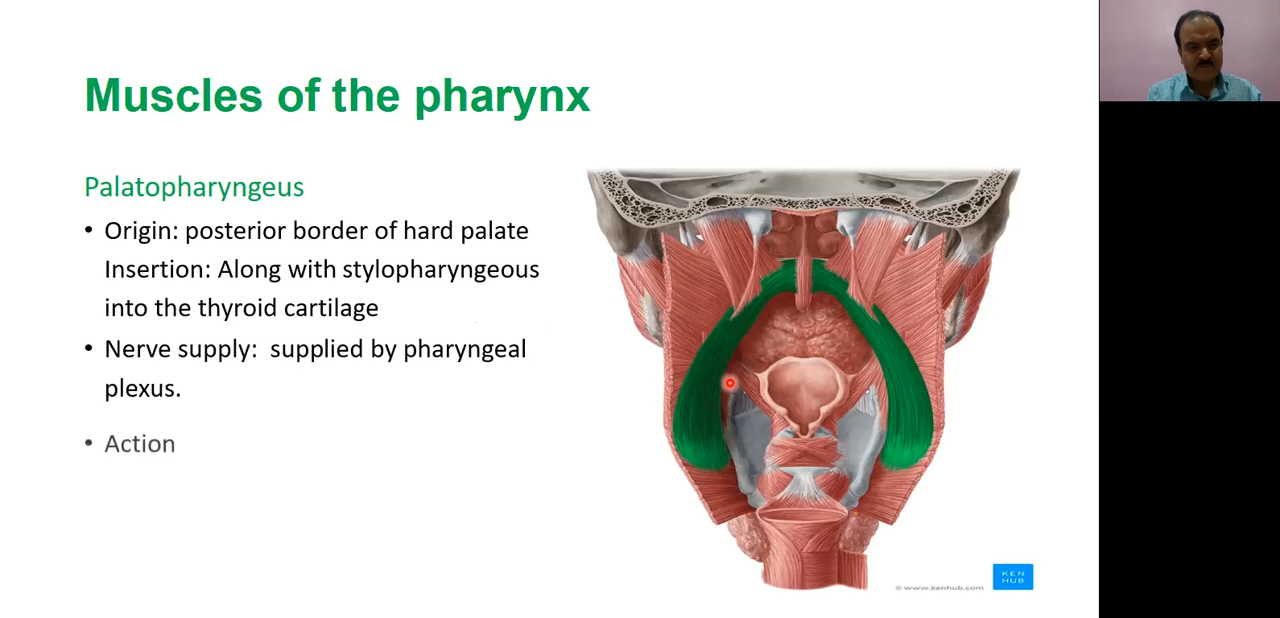 Muscles of the pharynx
Palatopharyngeus
• Origin: posterior border of hard palate
Insertion: Along with stylopharyngeous
into the thyroid cartilage
• Nerve supply: supplied by pharyngeal
plexus.
• Action
© www.kenhub.com
KEN
HUB